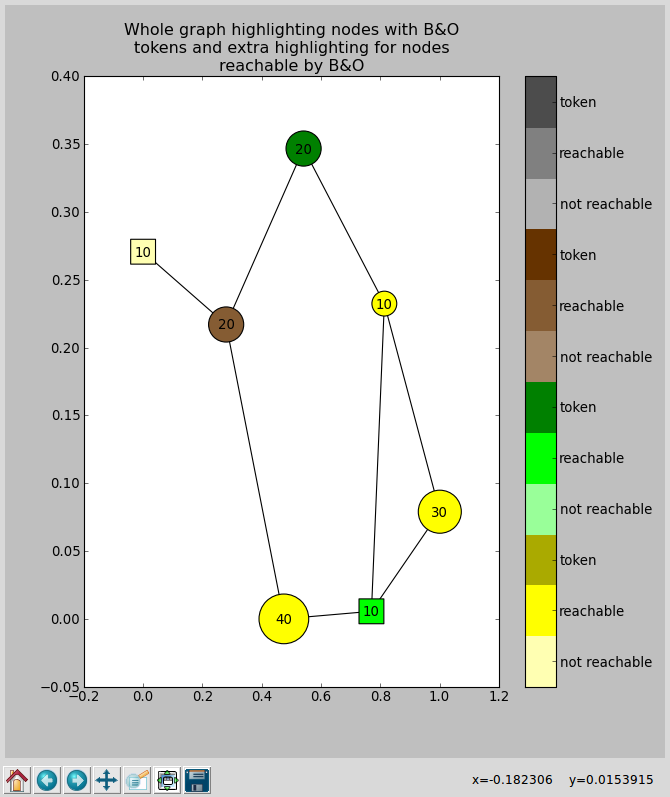 Whole graph highlighting nodes with B&O
tokens and extra highlighting for nodes
reachable by B&O
0.40
0.35
0.30
0.25
0.20
0.15
0.10
0.05
0.00
−0.05
−0.2
0.0
0.2
0.4
0.6
0.8
1.0
1.2
20
10
20
10
30
40
10
token
reachable
not reachable
token
reachable
not reachable
token
reachable
not reachable
token
reachable
not reachable
x=-0.182306 y=0.0153915